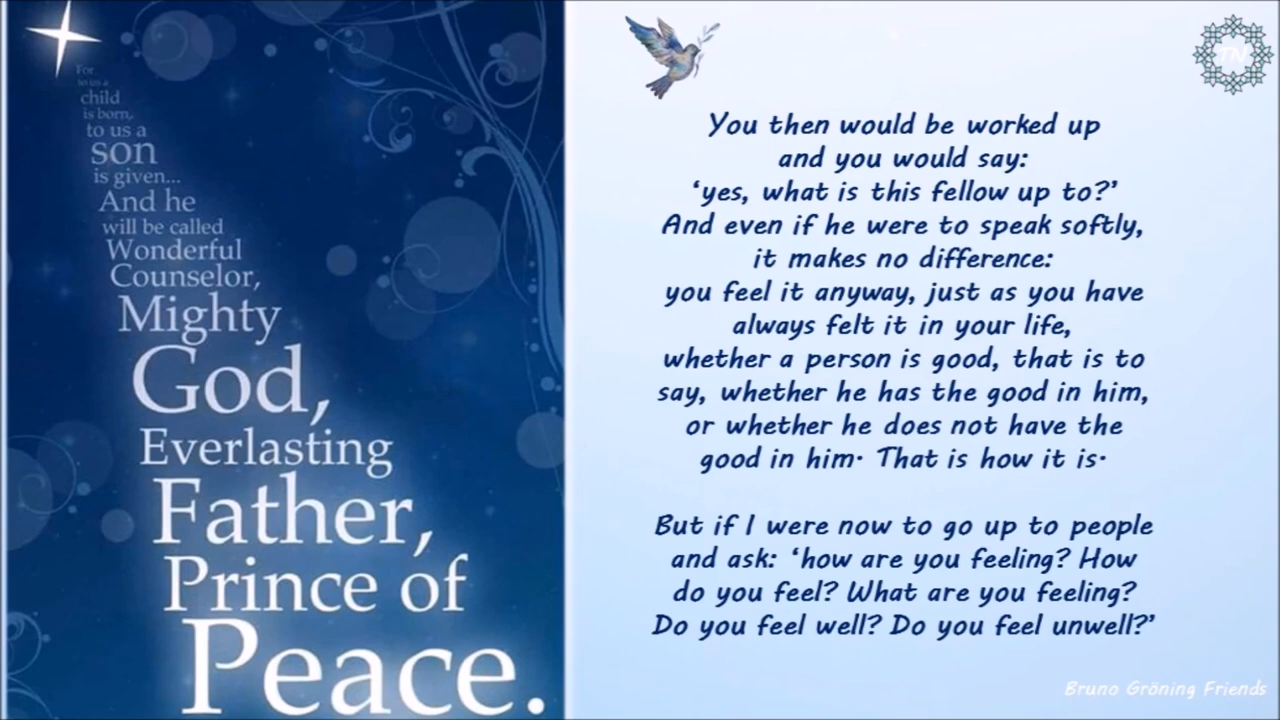 For
to us a
child
is born,
to us a
son
is given...
And he
will be called
Wonderful
Counselor,
Mighty
God,
Everlasting
Father,
Prince of
Peace.
TN
You then would be worked up
and you would say:
‘yes, what is this fellow up to?’
And even if he were to speak softly,
it makes no difference:
you feel it anyway, just as you have
always felt it in your life,
whether a person is good, that is to
say, whether he has the good in him,
or whether he does not have the
good in him· That is how it is·
But if I were now to go up to people
and ask: ‘how are you feeling? How
do you feel? What are you feeling?
Do you feel well? Do you feel unwell?’
Bruno Gröning Friends